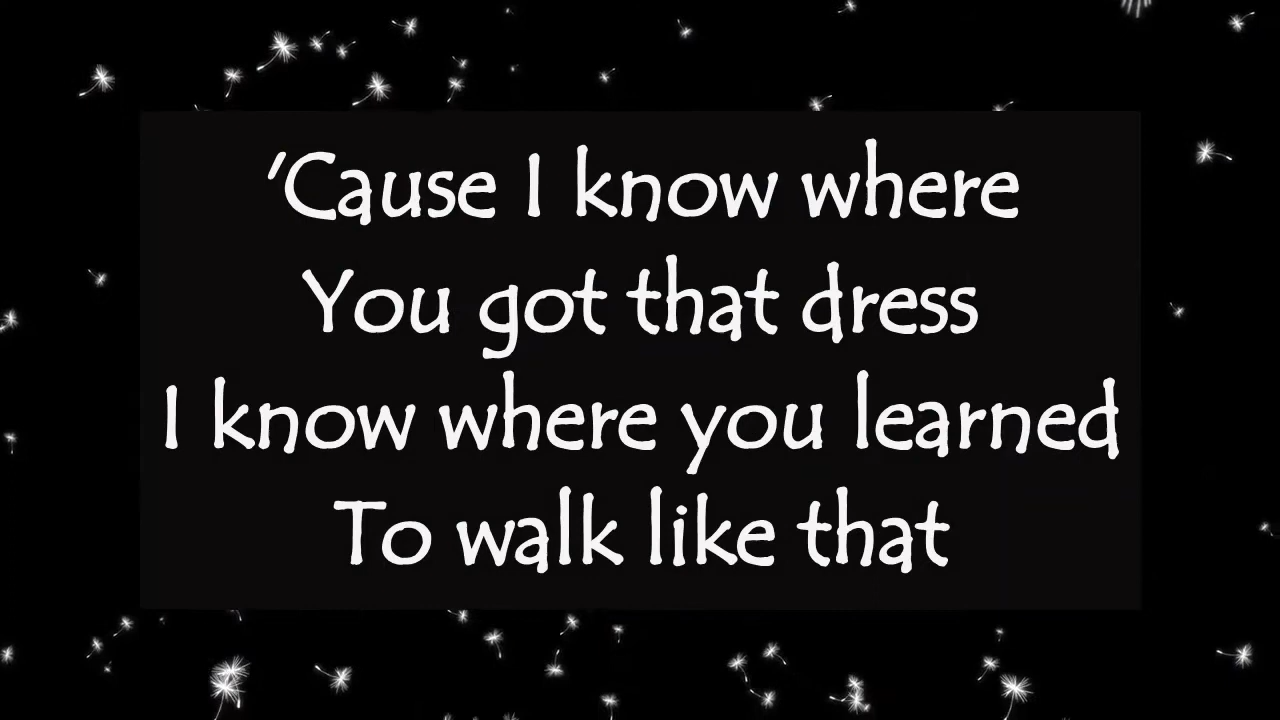 'Cause I know where
You got that dress
I know where you learned
To walk like that